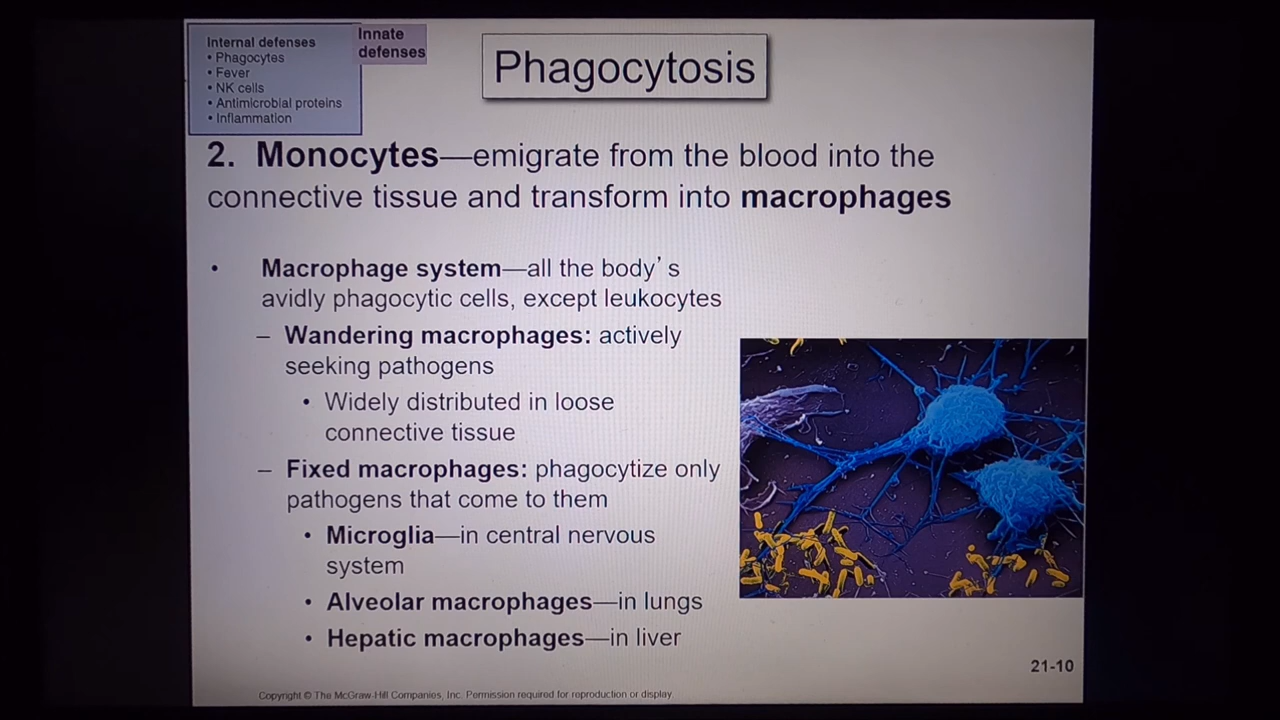 Internal defenses
• Phagocytes
• Fever
• NK cells
• Antimicrobial proteins
• Inflammation
Innate
defenses
Phagocytosis
2. Monocytes—emigrate from the blood into the
connective tissue and transform into macrophages
• Macrophage system—all the body’s
avidly phagocytic cells, except leukocytes
– Wandering macrophages: actively
seeking pathogens
• Widely distributed in loose
connective tissue
– Fixed macrophages: phagocytize only
pathogens that come to them
• Microglia—in central nervous
system
• Alveolar macrophages—in lungs
• Hepatic macrophages—in liver
21-10
Copyright © The McGraw-Hill Companies, Inc. Permission required for reproduction or display.